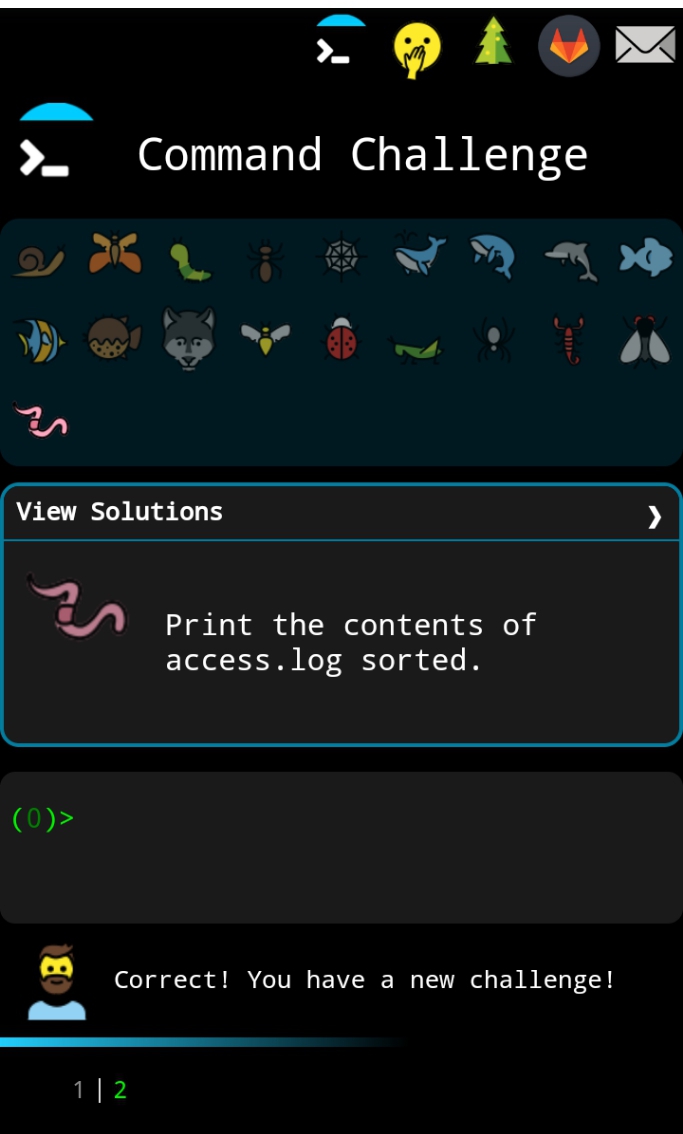 Command Challenge
View Solutions
Print the contents of
access.log sorted.
(0)>
Correct! You have a new challenge!
1 | 2